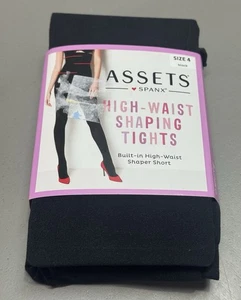 SIZE 4
ASSETS
SPANX®
HIGH-WAIST
SHAPING
TIGHTS
Built-in High-Waist
Shaper Short